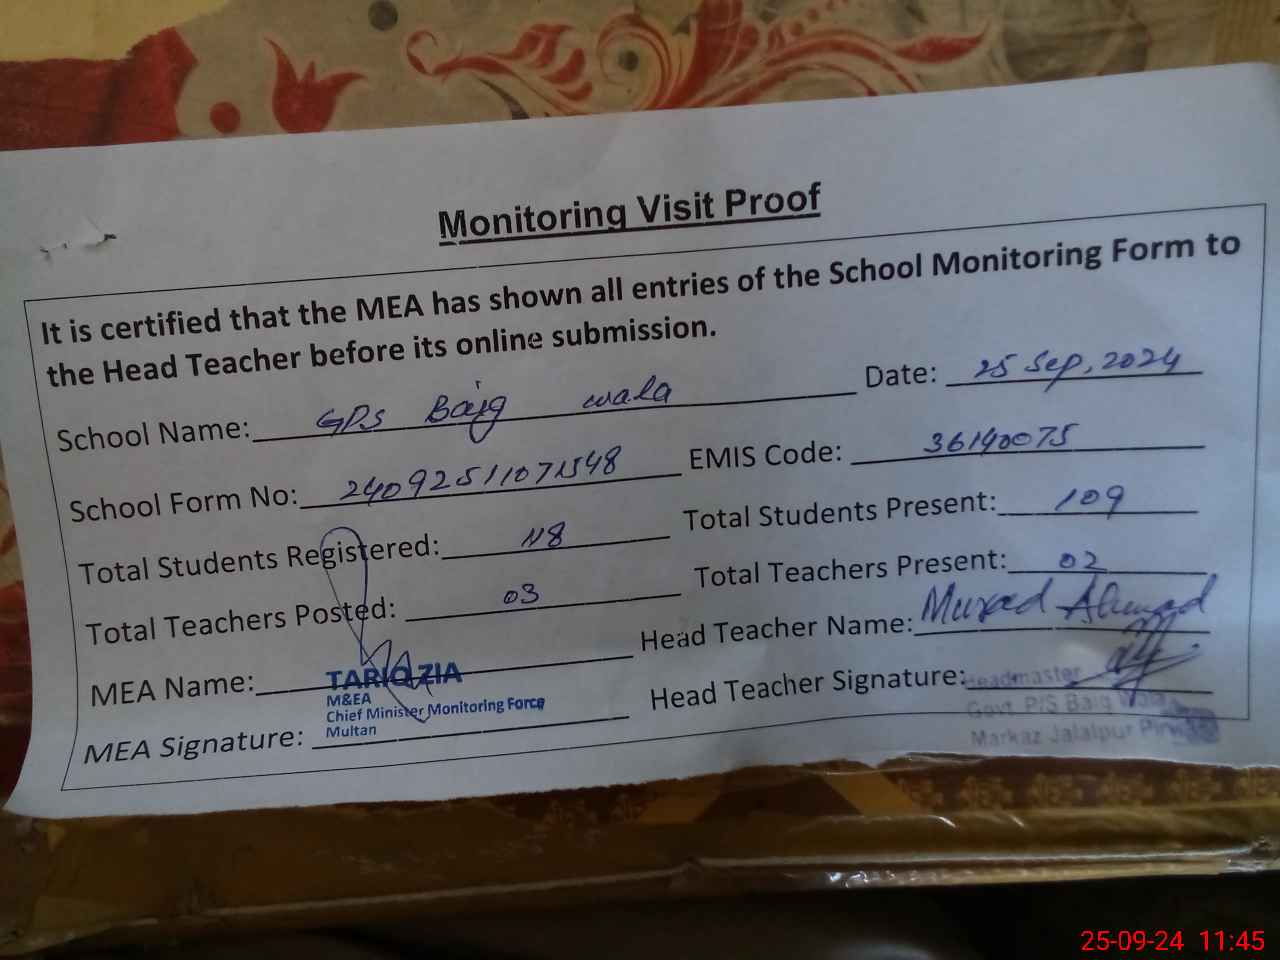 Monitoring Visit Proof
It is certified that the MEA has shown all entries of the School Monitoring Form to
the Head Teacher before its online submission.
School Name: GPS Baig wala Date: 25 Sep, 2024
School Form No: 24092511071548 EMIS Code: 36140075
Total Students Registered: 118 Total Students Present: 109
Total Teachers Posted: 03 Total Teachers Present: 02
MEA Name: TARIQ ZIA Head Teacher Name: Murad Ahmad
M&EA
Chief Minister Monitoring Force
Multan
MEA Signature: Head Teacher Signature:
Headmaster
Govt. P/S Baig Wala
Markaz Jalalpur Pirwala
25-09-24 11:45